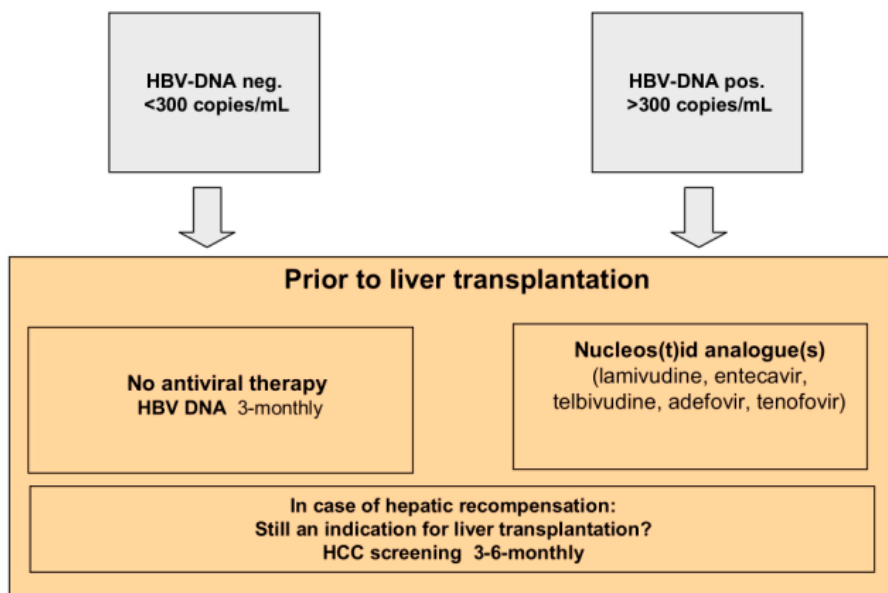 HBV-DNA neg.
<300 copies/mL
HBV-DNA pos.
>300 copies/mL
Prior to liver transplantation
No antiviral therapy
HBV DNA 3-monthly
Nucleos(t)id analogue(s)
(lamivudine, entecavir,
telbivudine, adefovir, tenofovir)
In case of hepatic recompensation:
Still an indication for liver transplantation?
HCC screening 3-6-monthly